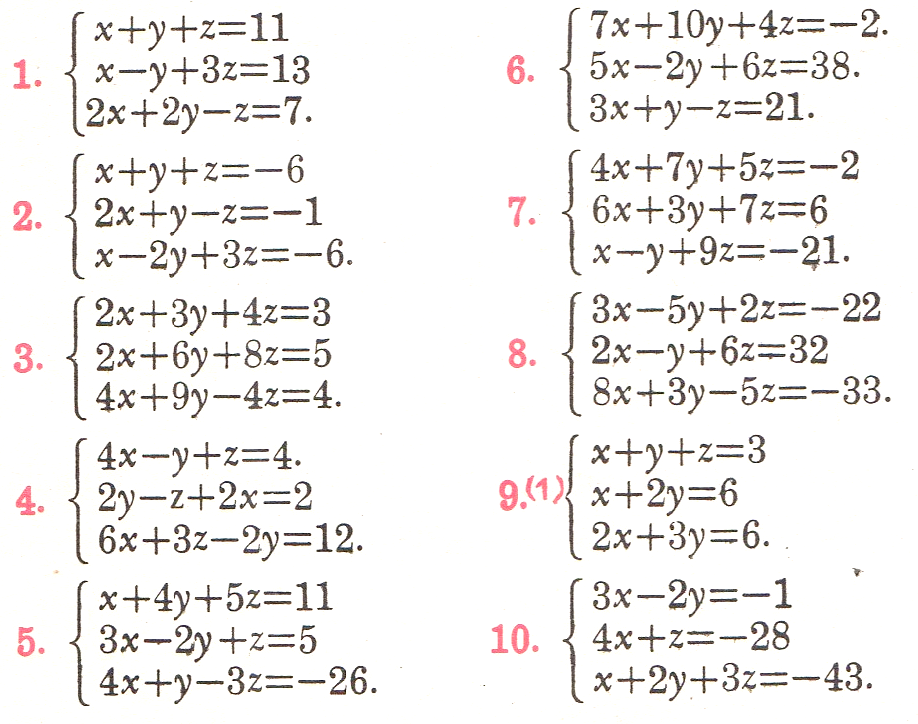 1.
x+y+z=11
x−y+3z=13
2x+2y−z=7.
2.
x+y+z=−6
2x+y−z=−1
x−2y+3z=−6.
3.
2x+3y+4z=3
2x+6y+8z=5
4x+9y−4z=4.
4.
4x−y+z=4.
2y−z+2x=2
6x+3z−2y=12.
5.
x+4y+5z=11
3x−2y+z=5
4x+y−3z=−26.
6.
7x+10y+4z=−2.
5x−2y+6z=38.
3x+y−z=21.
7.
4x+7y+5z=−2
6x+3y+7z=6
x−y+9z=−21.
8.
3x−5y+2z=−22
2x−y+6z=32
8x+3y−5z=−33.
9.(1)
x+y+z=3
x+2y=6
2x+3y=6.
10.
3x−2y=−1
4x+z=−28
x+2y+3z=−43.